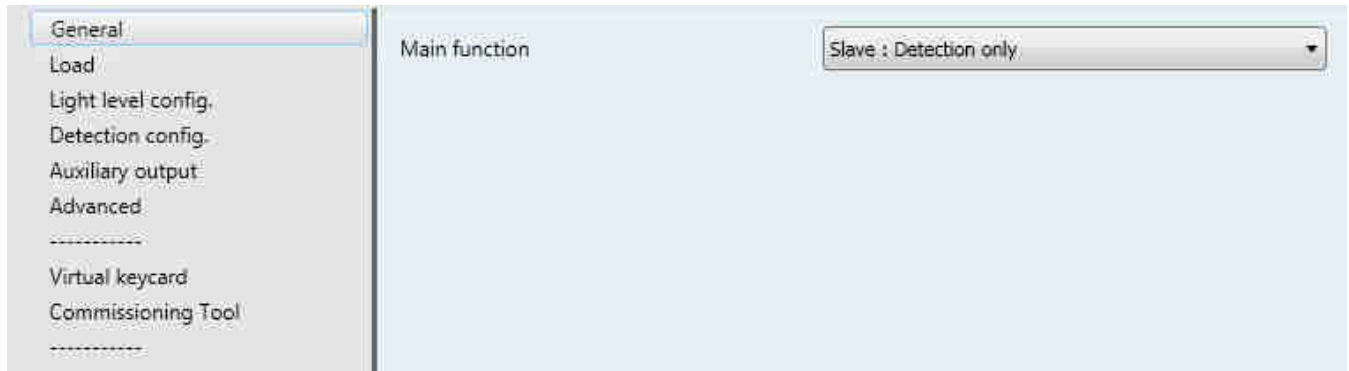 General
Load
Light level config.
Detection config.
Auxiliary output
Advanced
-----------
Virtual keycard
Commissioning Tool
-----------
Main function
Slave : Detection only